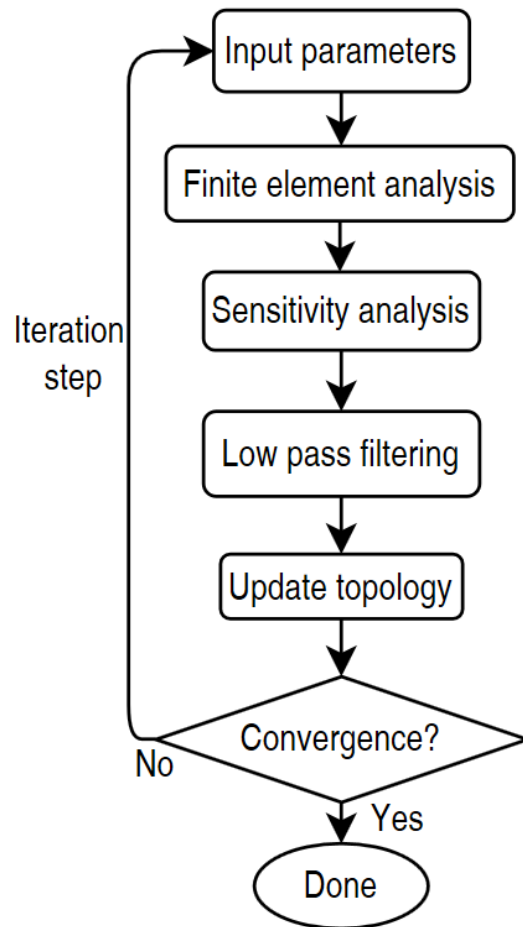 Input parameters
Finite element analysis
Sensitivity analysis
Iteration
step
Low pass filtering
Update topology
Convergence?
No
Yes
Done